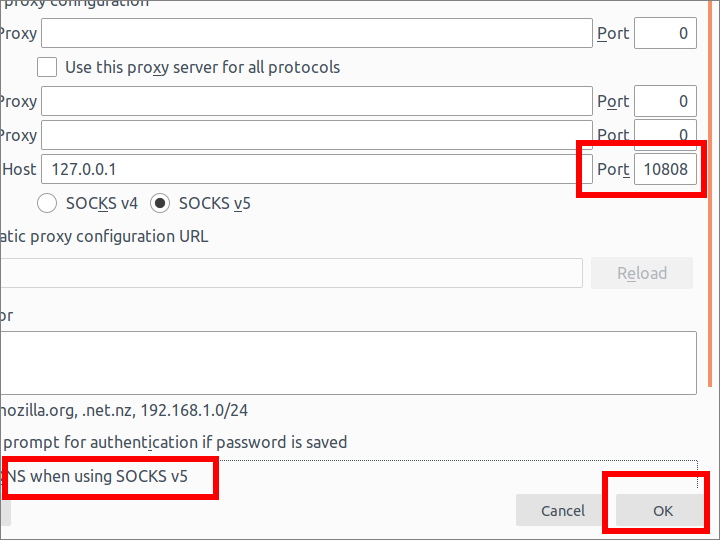 proxy configuration
Proxy Port 0
Use this proxy server for all protocols
Proxy Port 0
Proxy Port 0
Host 127.0.0.1 Port 10808
SOCKS v4 SOCKS v5
atic proxy configuration URL
Reload
or
mozilla.org, .net.nz, 192.168.1.0/24
prompt for authentication if password is saved
NS when using SOCKS v5
Cancel OK